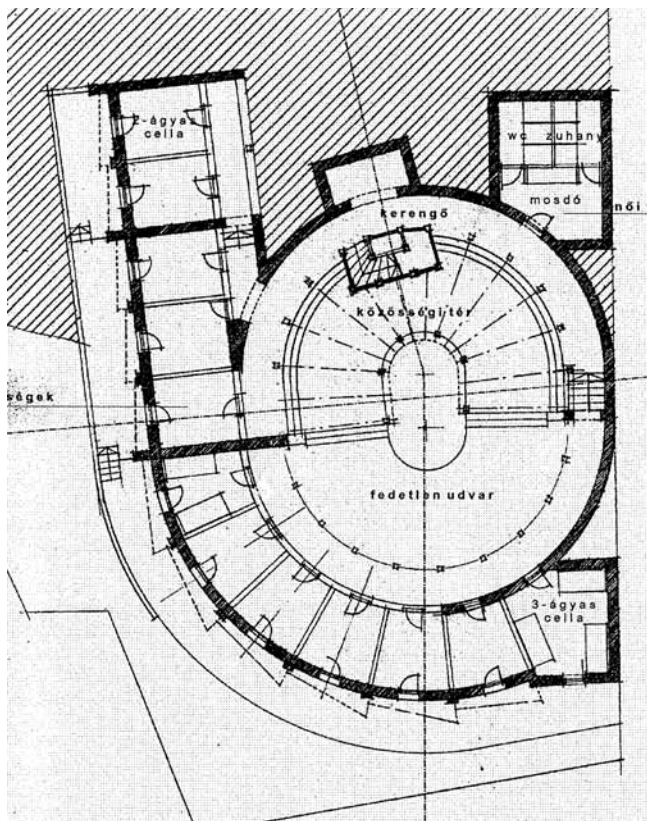 2-ágyas
cella
wc zuhany
mosdó
női
kerengő
közösségi tér
ségek
fedetlen udvar
3-ágyas
cella